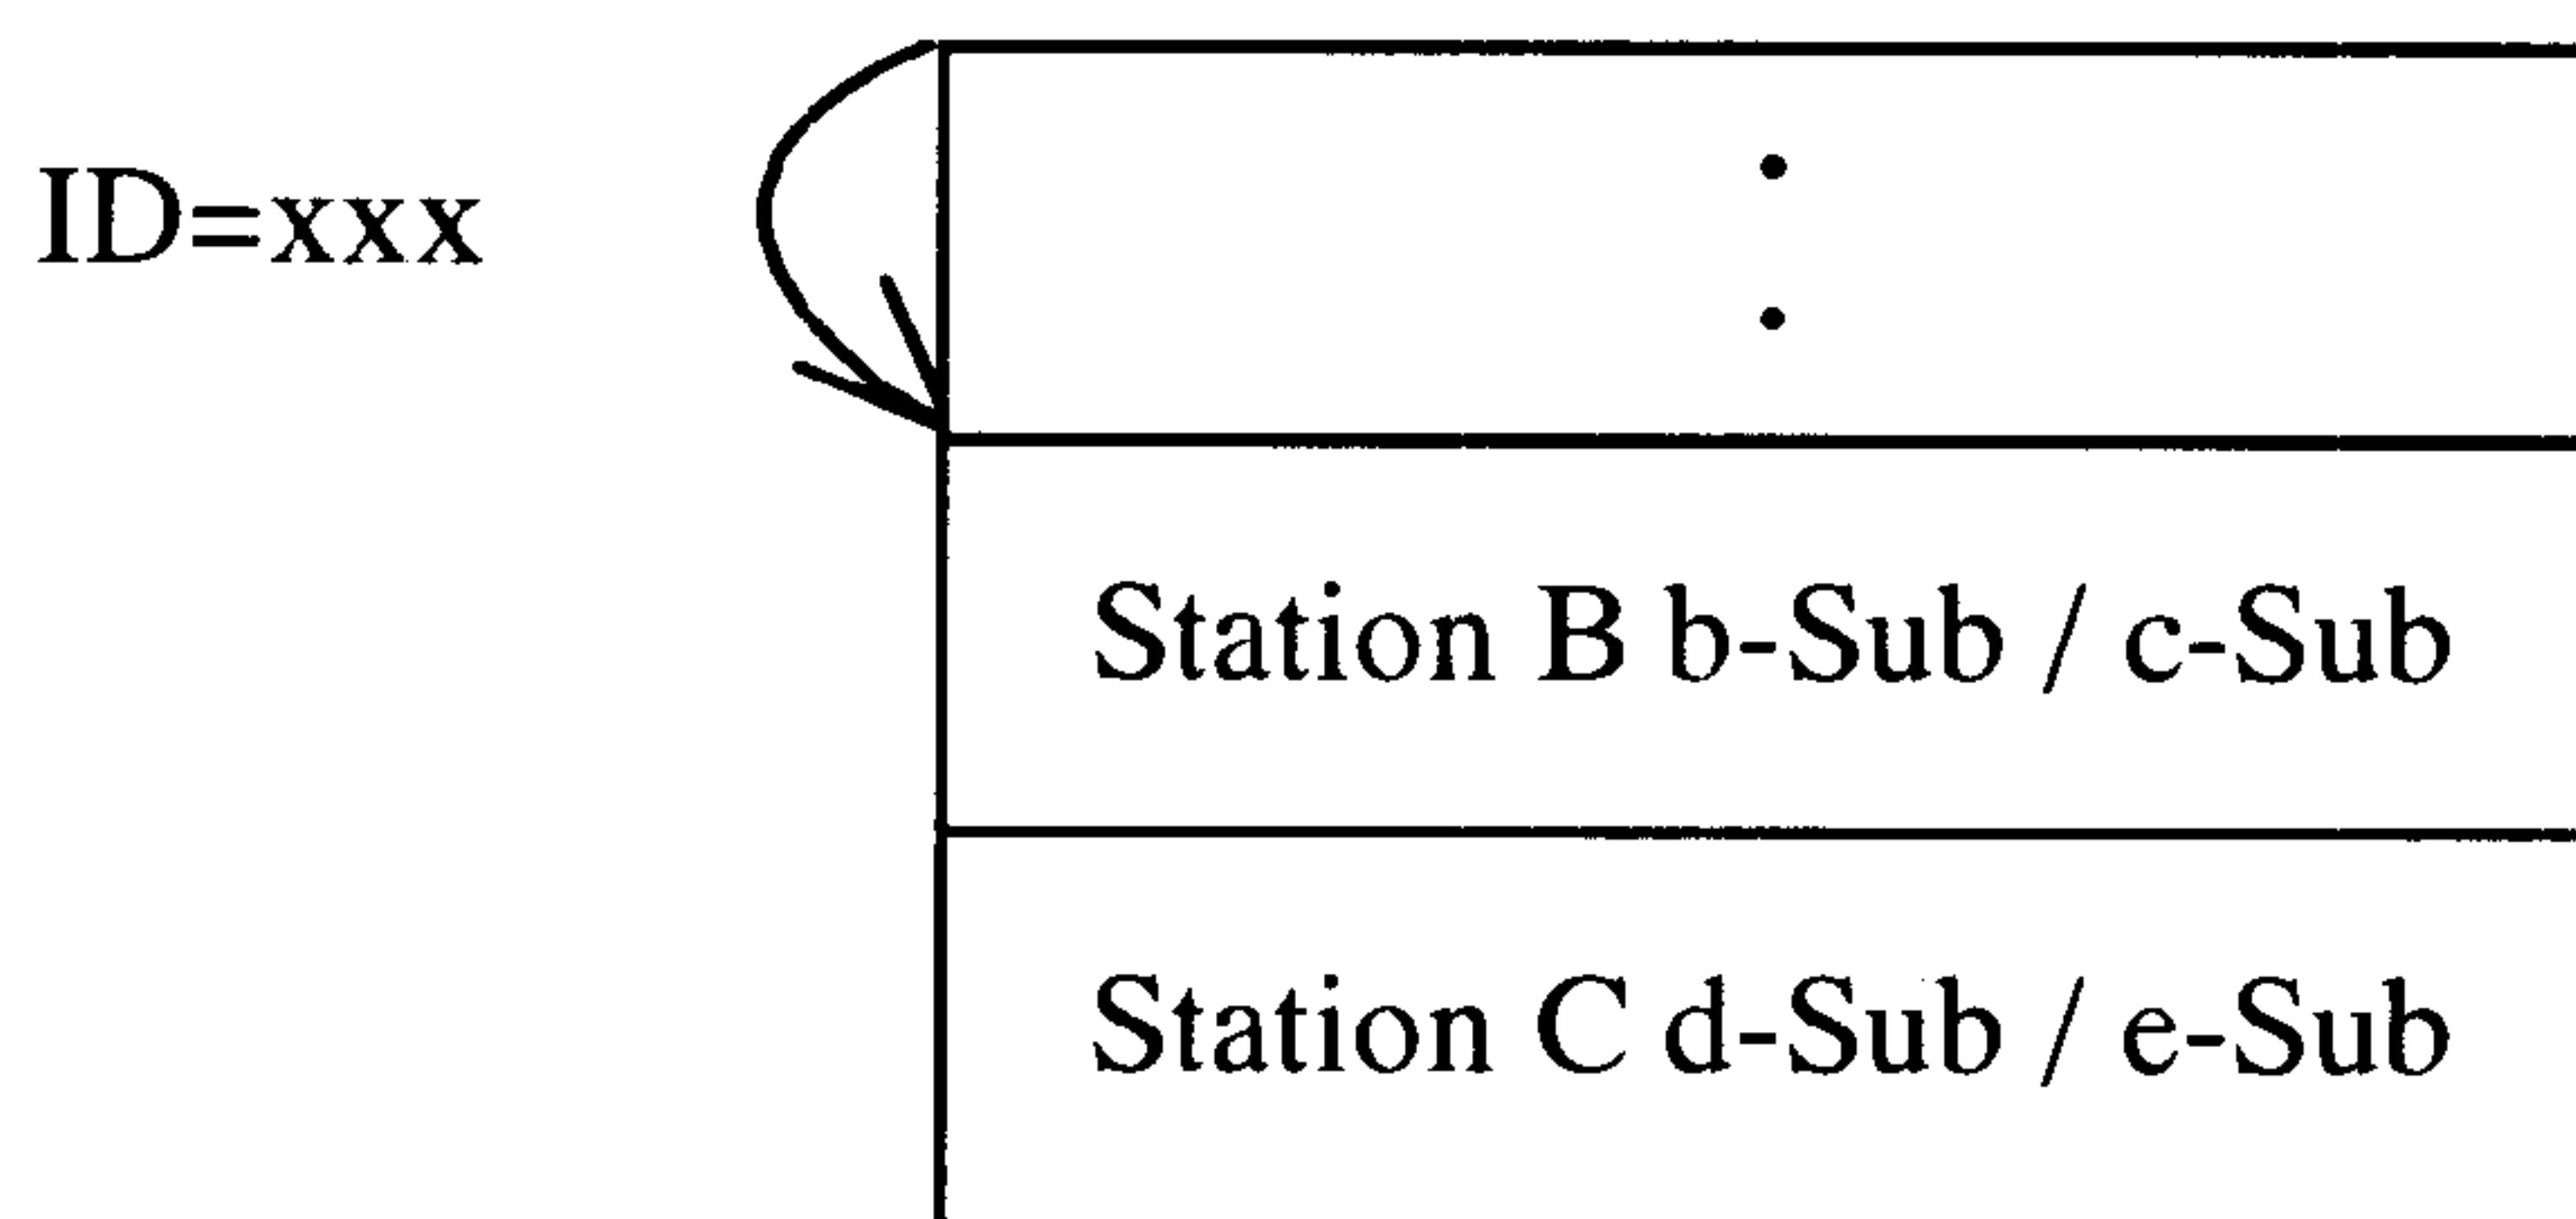 ID=xxx
Station B b-Sub / c-Sub
Station C d-Sub / e-Sub